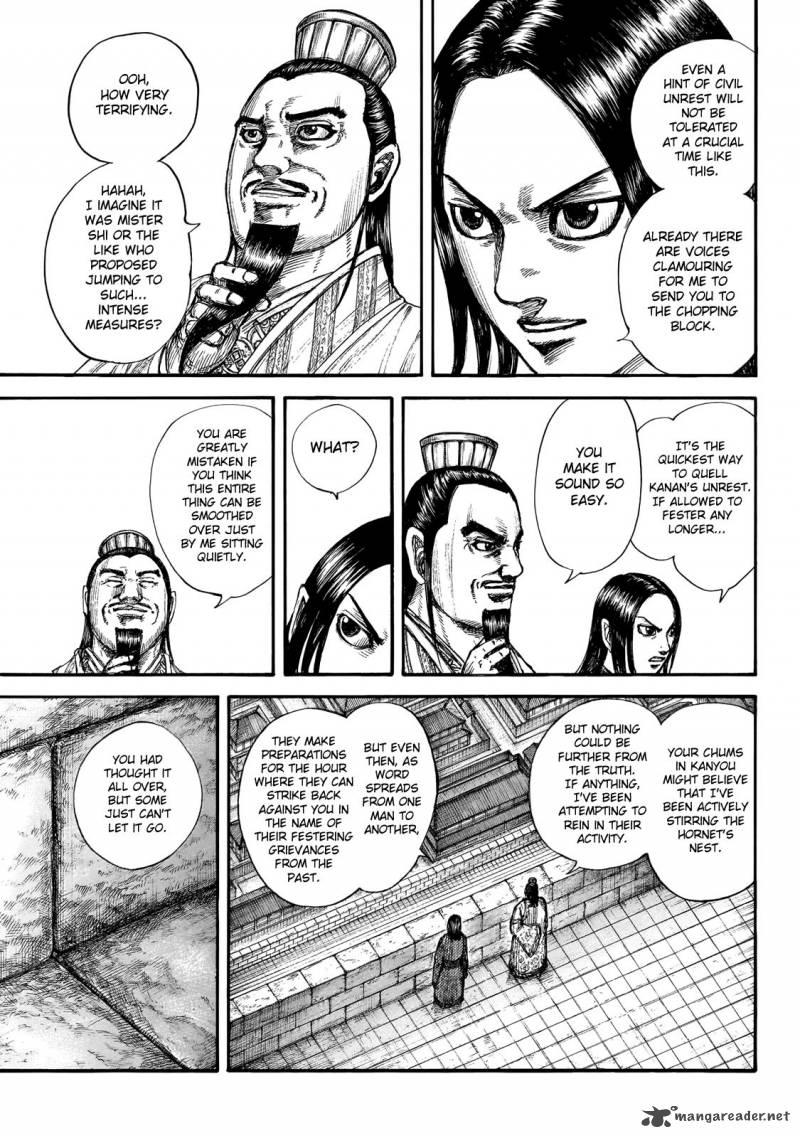 EVEN A
HINT OF CIVIL
UNREST WILL
NOT BE
TOLERATED
AT A CRUCIAL
TIME LIKE
THIS.
ALREADY THERE
ARE VOICES
CLAMOURING
FOR ME TO
SEND YOU TO
THE CHOPPING
BLOCK.
OOH,
HOW VERY
TERRIFYING.
HAHAH,
I IMAGINE IT
WAS MISTER
SHI OR THE
LIKE WHO
PROPOSED
JUMPING TO
SUCH...
INTENSE
MEASURES?
IT'S THE
QUICKEST WAY
TO QUELL
KANAN'S UNREST.
IF ALLOWED TO
FESTER ANY
LONGER...
YOU
MAKE IT
SOUND SO
EASY.
WHAT?
YOU ARE
GREATLY
MISTAKEN IF
YOU THINK
THIS ENTIRE
THING CAN BE
SMOOTHED
OVER JUST
BY ME SITTING
QUIETLY.
YOUR CHUMS
IN KANYOU
MIGHT BELIEVE
THAT I'VE
BEEN ACTIVELY
STIRRING THE
HORNET'S
NEST.
BUT NOTHING
COULD BE
FURTHER FROM
THE TRUTH.
IF ANYTHING,
I'VE BEEN
ATTEMPTING TO
REIN IN THEIR
ACTIVITY.
BUT EVEN
THEN, AS
WORD
SPREADS
FROM ONE
MAN TO
ANOTHER,
THEY MAKE
PREPARATIONS
FOR THE HOUR
WHERE THEY CAN
STRIKE BACK
AGAINST YOU IN
THE NAME OF
THEIR FESTERING
GRIEVANCES
FROM THE
PAST.
YOU HAD
THOUGHT IT
ALL OVER,
BUT SOME
JUST CAN'T
LET IT GO.
mangareader.net